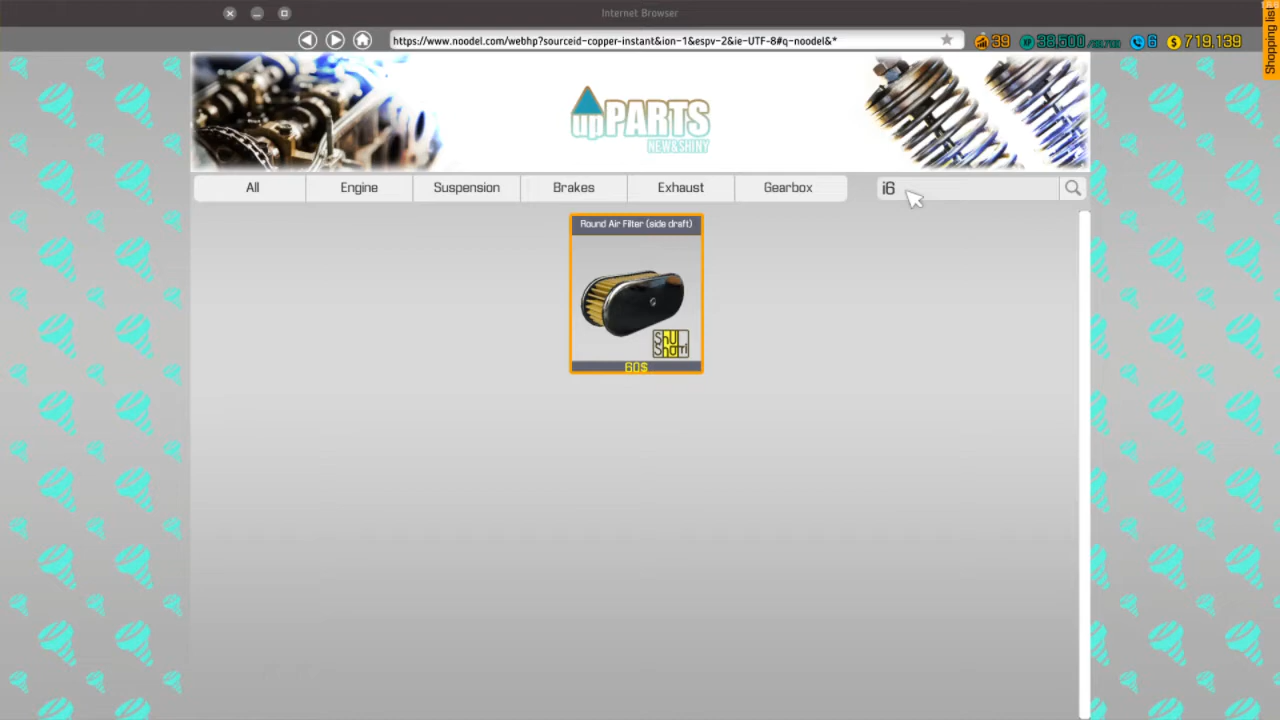 Internet Browser
https://www.noodel.com/webhp?sourceid-copper-instant&ion-1&espv-2&ie-UTF-8#q-noodel&*
39
38,500
6
$ 719,139
Shopping list
upPARTS
NEW&SHINY
All
Engine
Suspension
Brakes
Exhaust
Gearbox
i6
Round Air Filter (side draft)
60$